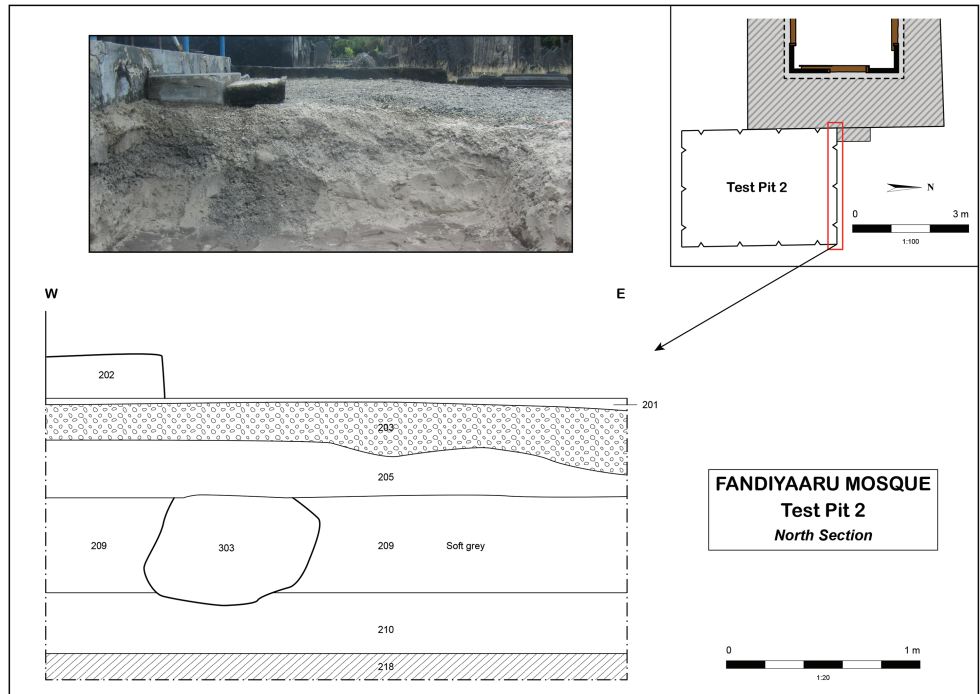 Test Pit 2
N
0 3 m
1:100
W E
202
201
203
205
209 303 209 Soft grey
210
218
FANDIYAARU MOSQUE
Test Pit 2
North Section
0 1 m
1:20